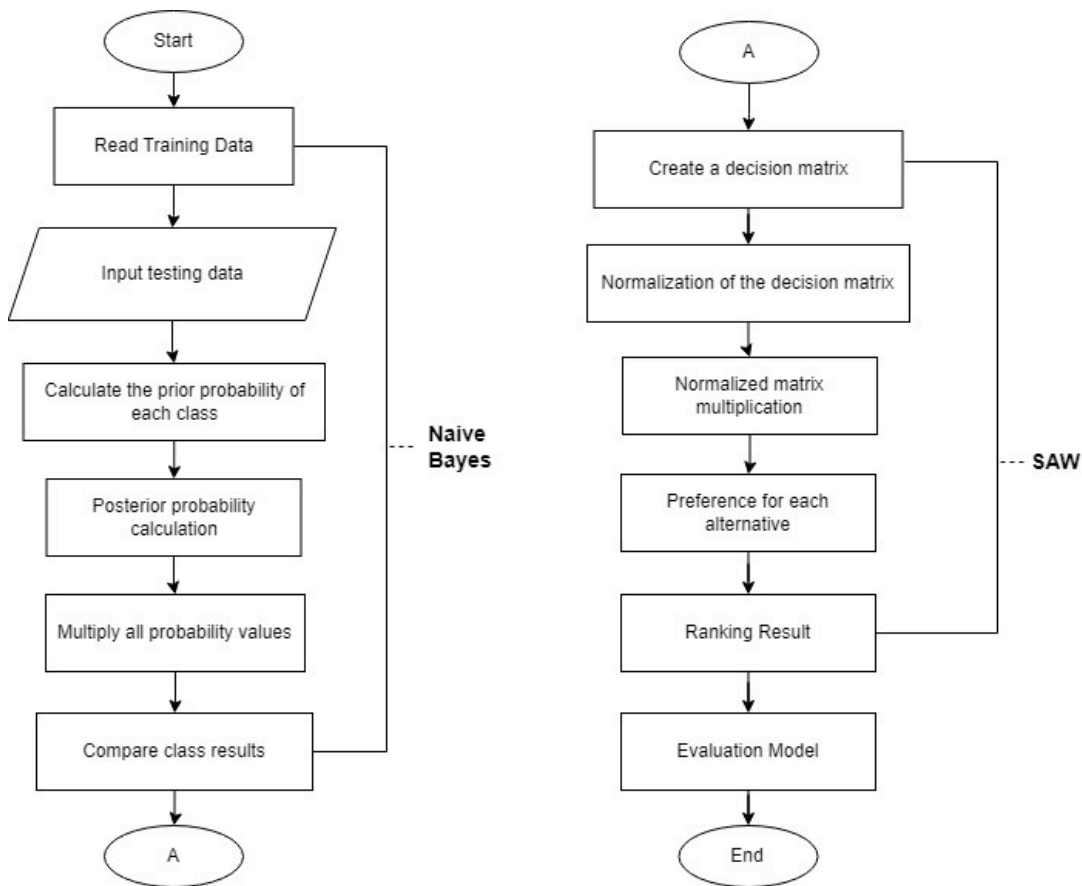 Start
Read Training Data
Input testing data
Calculate the prior probability of
each class
Posterior probability
calculation
Multiply all probability values
Compare class results
A
Naive
Bayes
A
Create a decision matrix
Normalization of the decision matrix
Normalized matrix
multiplication
Preference for each
alternative
Ranking Result
Evaluation Model
End
SAW